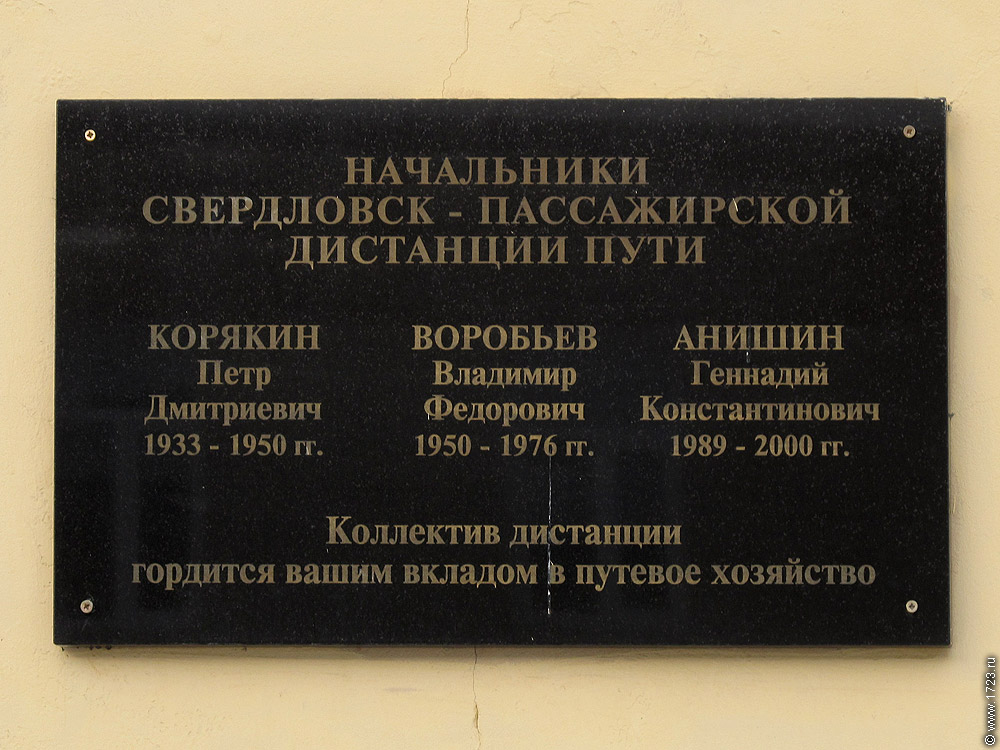 НАЧАЛЬНИКИ
СВЕРДЛОВСК - ПАССАЖИРСКОЙ
ДИСТАНЦИИ ПУТИ
КОРЯКИН
Петр
Дмитриевич
1933 - 1950 гг.
ВОРОБЬЕВ
Владимир
Федорович
1950 - 1976 гг.
АНИШИН
Геннадий
Константинович
1989 - 2000 гг.
Коллектив дистанции
гордится вашим вкладом в путевое хозяйство
© www.1723.ru